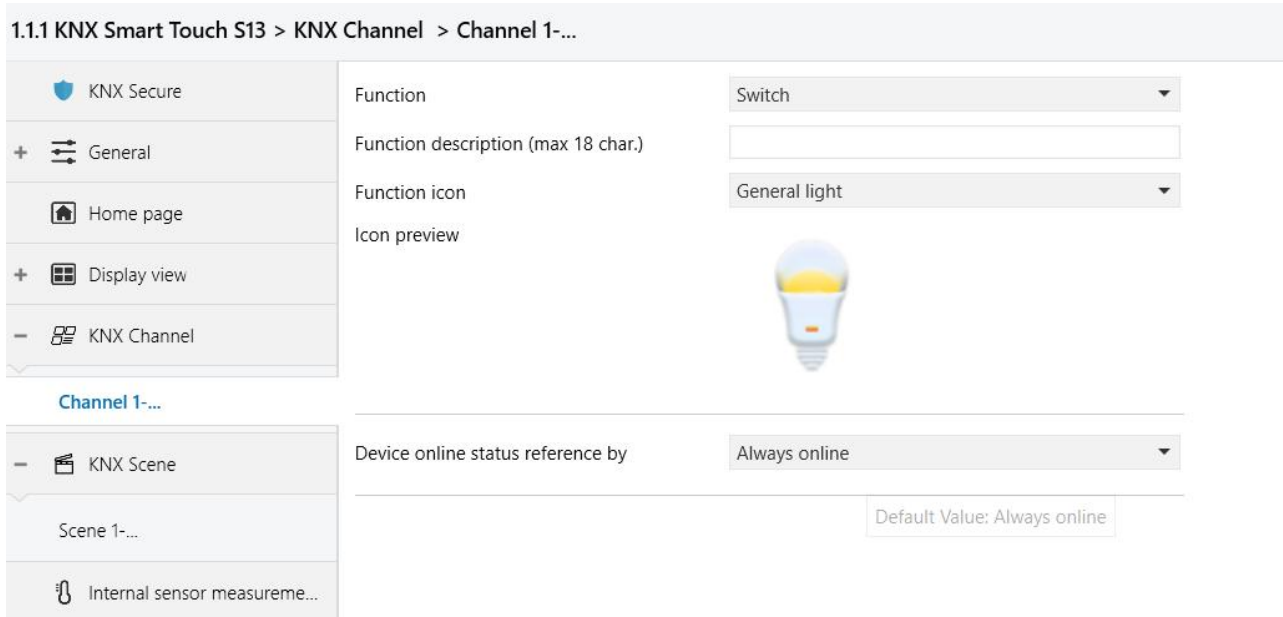 1.1.1 KNX Smart Touch S13 > KNX Channel > Channel 1-...
KNX Secure
+ General
Home page
+ Display view
– KNX Channel
Channel 1-...
– KNX Scene
Scene 1-...
Internal sensor measureme...
Function Switch
Function description (max 18 char.)
Function icon General light
Icon preview
Device online status reference by Always online
Default Value: Always online